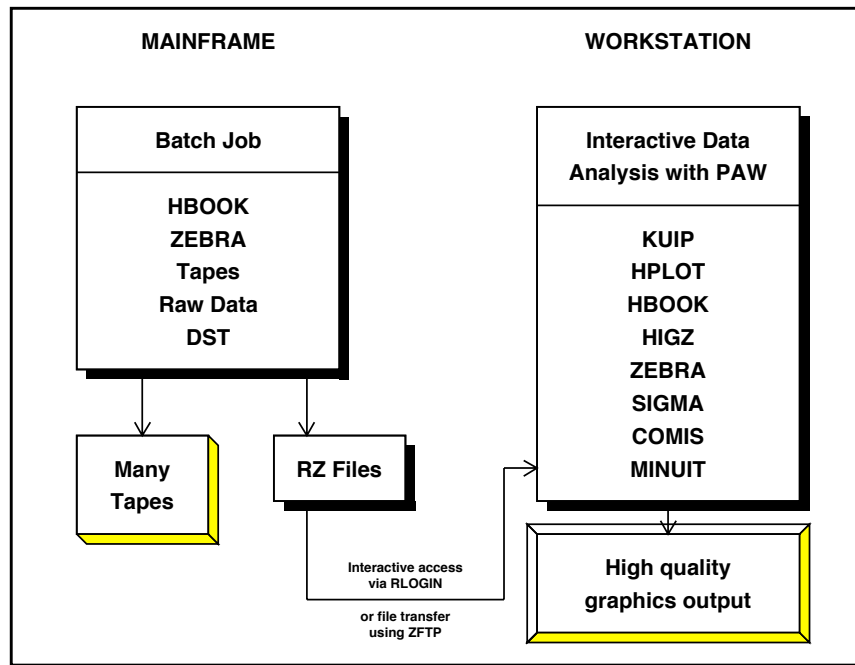 MAINFRAME
WORKSTATION
Batch Job
HBOOK
ZEBRA
Tapes
Raw Data
DST
Many
Tapes
RZ Files
Interactive access
via RLOGIN
or file transfer
using ZFTP
Interactive Data
Analysis with PAW
KUIP
HPLOT
HBOOK
HIGZ
ZEBRA
SIGMA
COMIS
MINUIT
High quality
graphics output